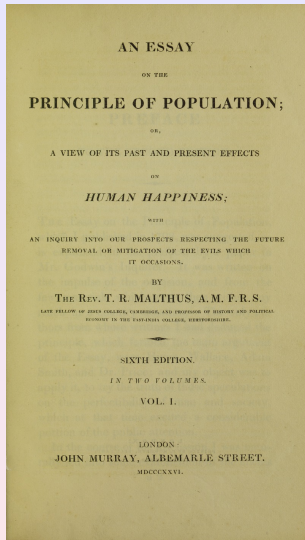 AN ESSAY
ON THE
PRINCIPLE OF POPULATION;
OR,
A VIEW OF ITS PAST AND PRESENT EFFECTS
ON
HUMAN HAPPINESS;
WITH
AN INQUIRY INTO OUR PROSPECTS RESPECTING THE FUTURE
REMOVAL OR MITIGATION OF THE EVILS WHICH
IT OCCASIONS.
BY
THE REV. T. R. MALTHUS, A. M. F. R. S.
LATE FELLOW OF JESUS COLLEGE, CAMBRIDGE, AND PROFESSOR OF HISTORY AND POLITICAL
ECONOMY IN THE EAST-INDIA COLLEGE, HERTFORDSHIRE.
SIXTH EDITION.
IN TWO VOLUMES.
VOL. I.
LONDON:
JOHN MURRAY, ALBEMARLE STREET.
MDCCCXXVI.